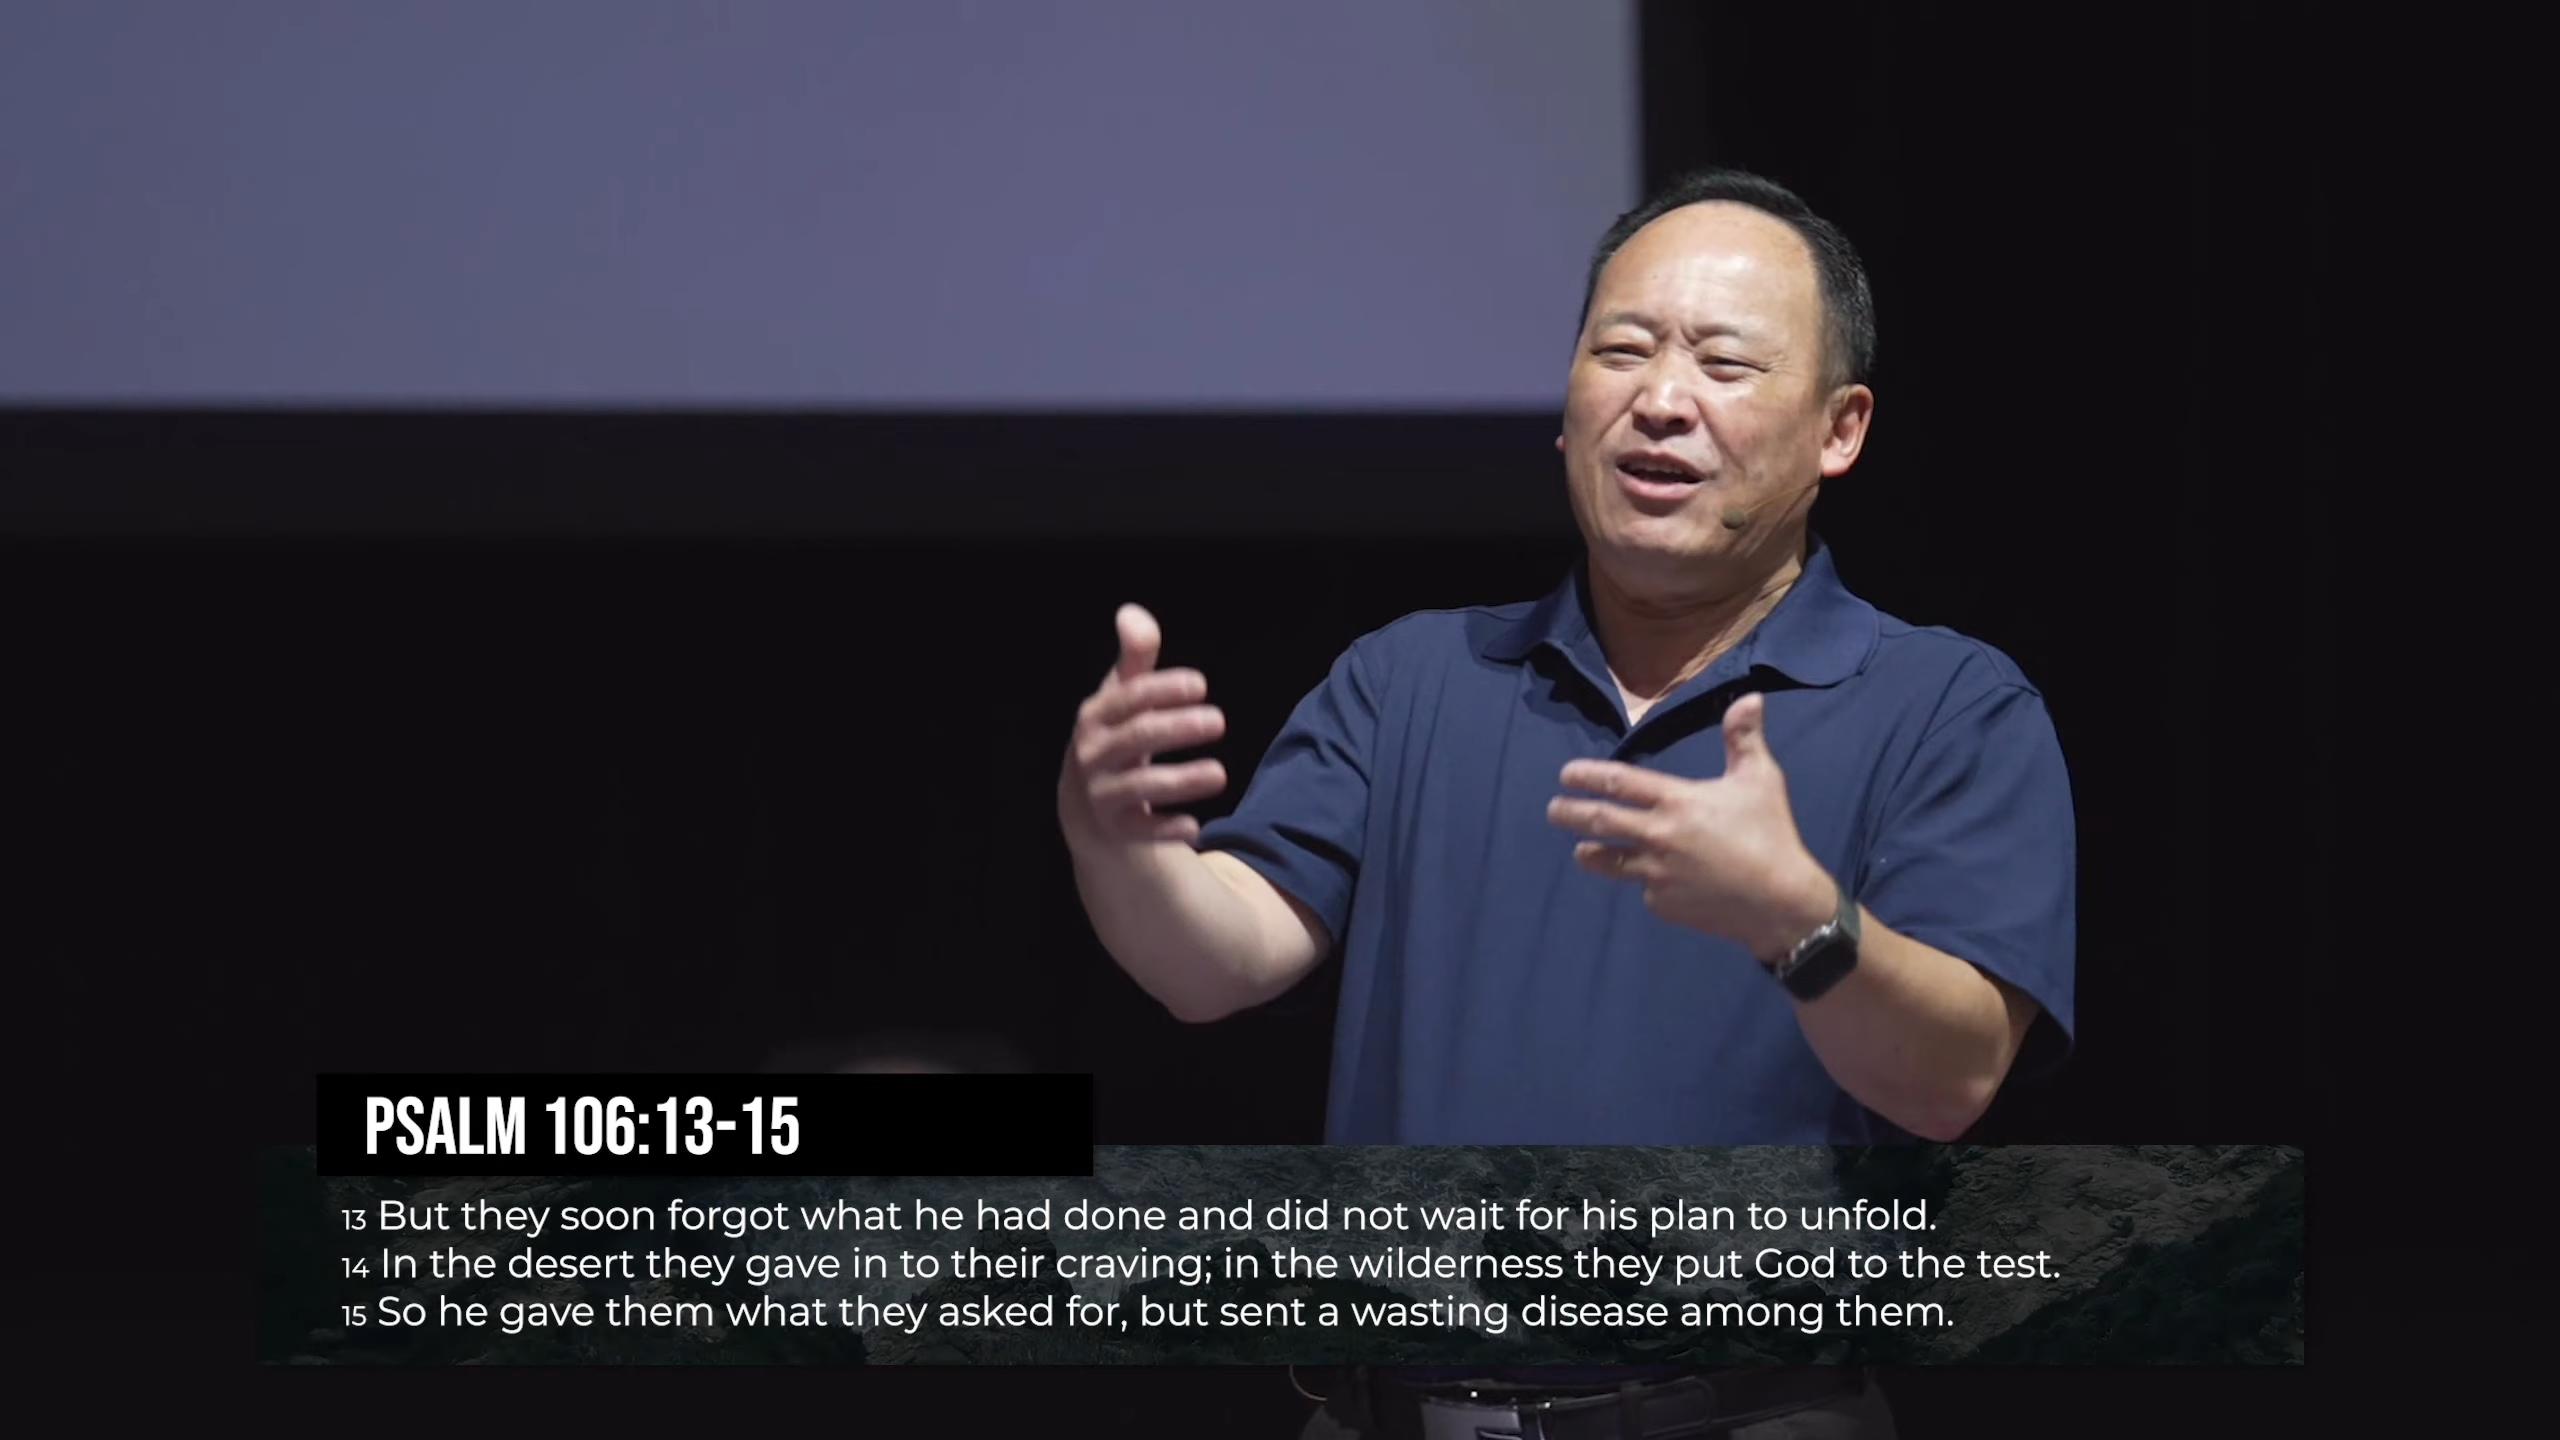 PSALM 106:13-15
13 But they soon forgot what he had done and did not wait for his plan to unfold.
14 In the desert they gave in to their craving; in the wilderness they put God to the test.
15 So he gave them what they asked for, but sent a wasting disease among them.